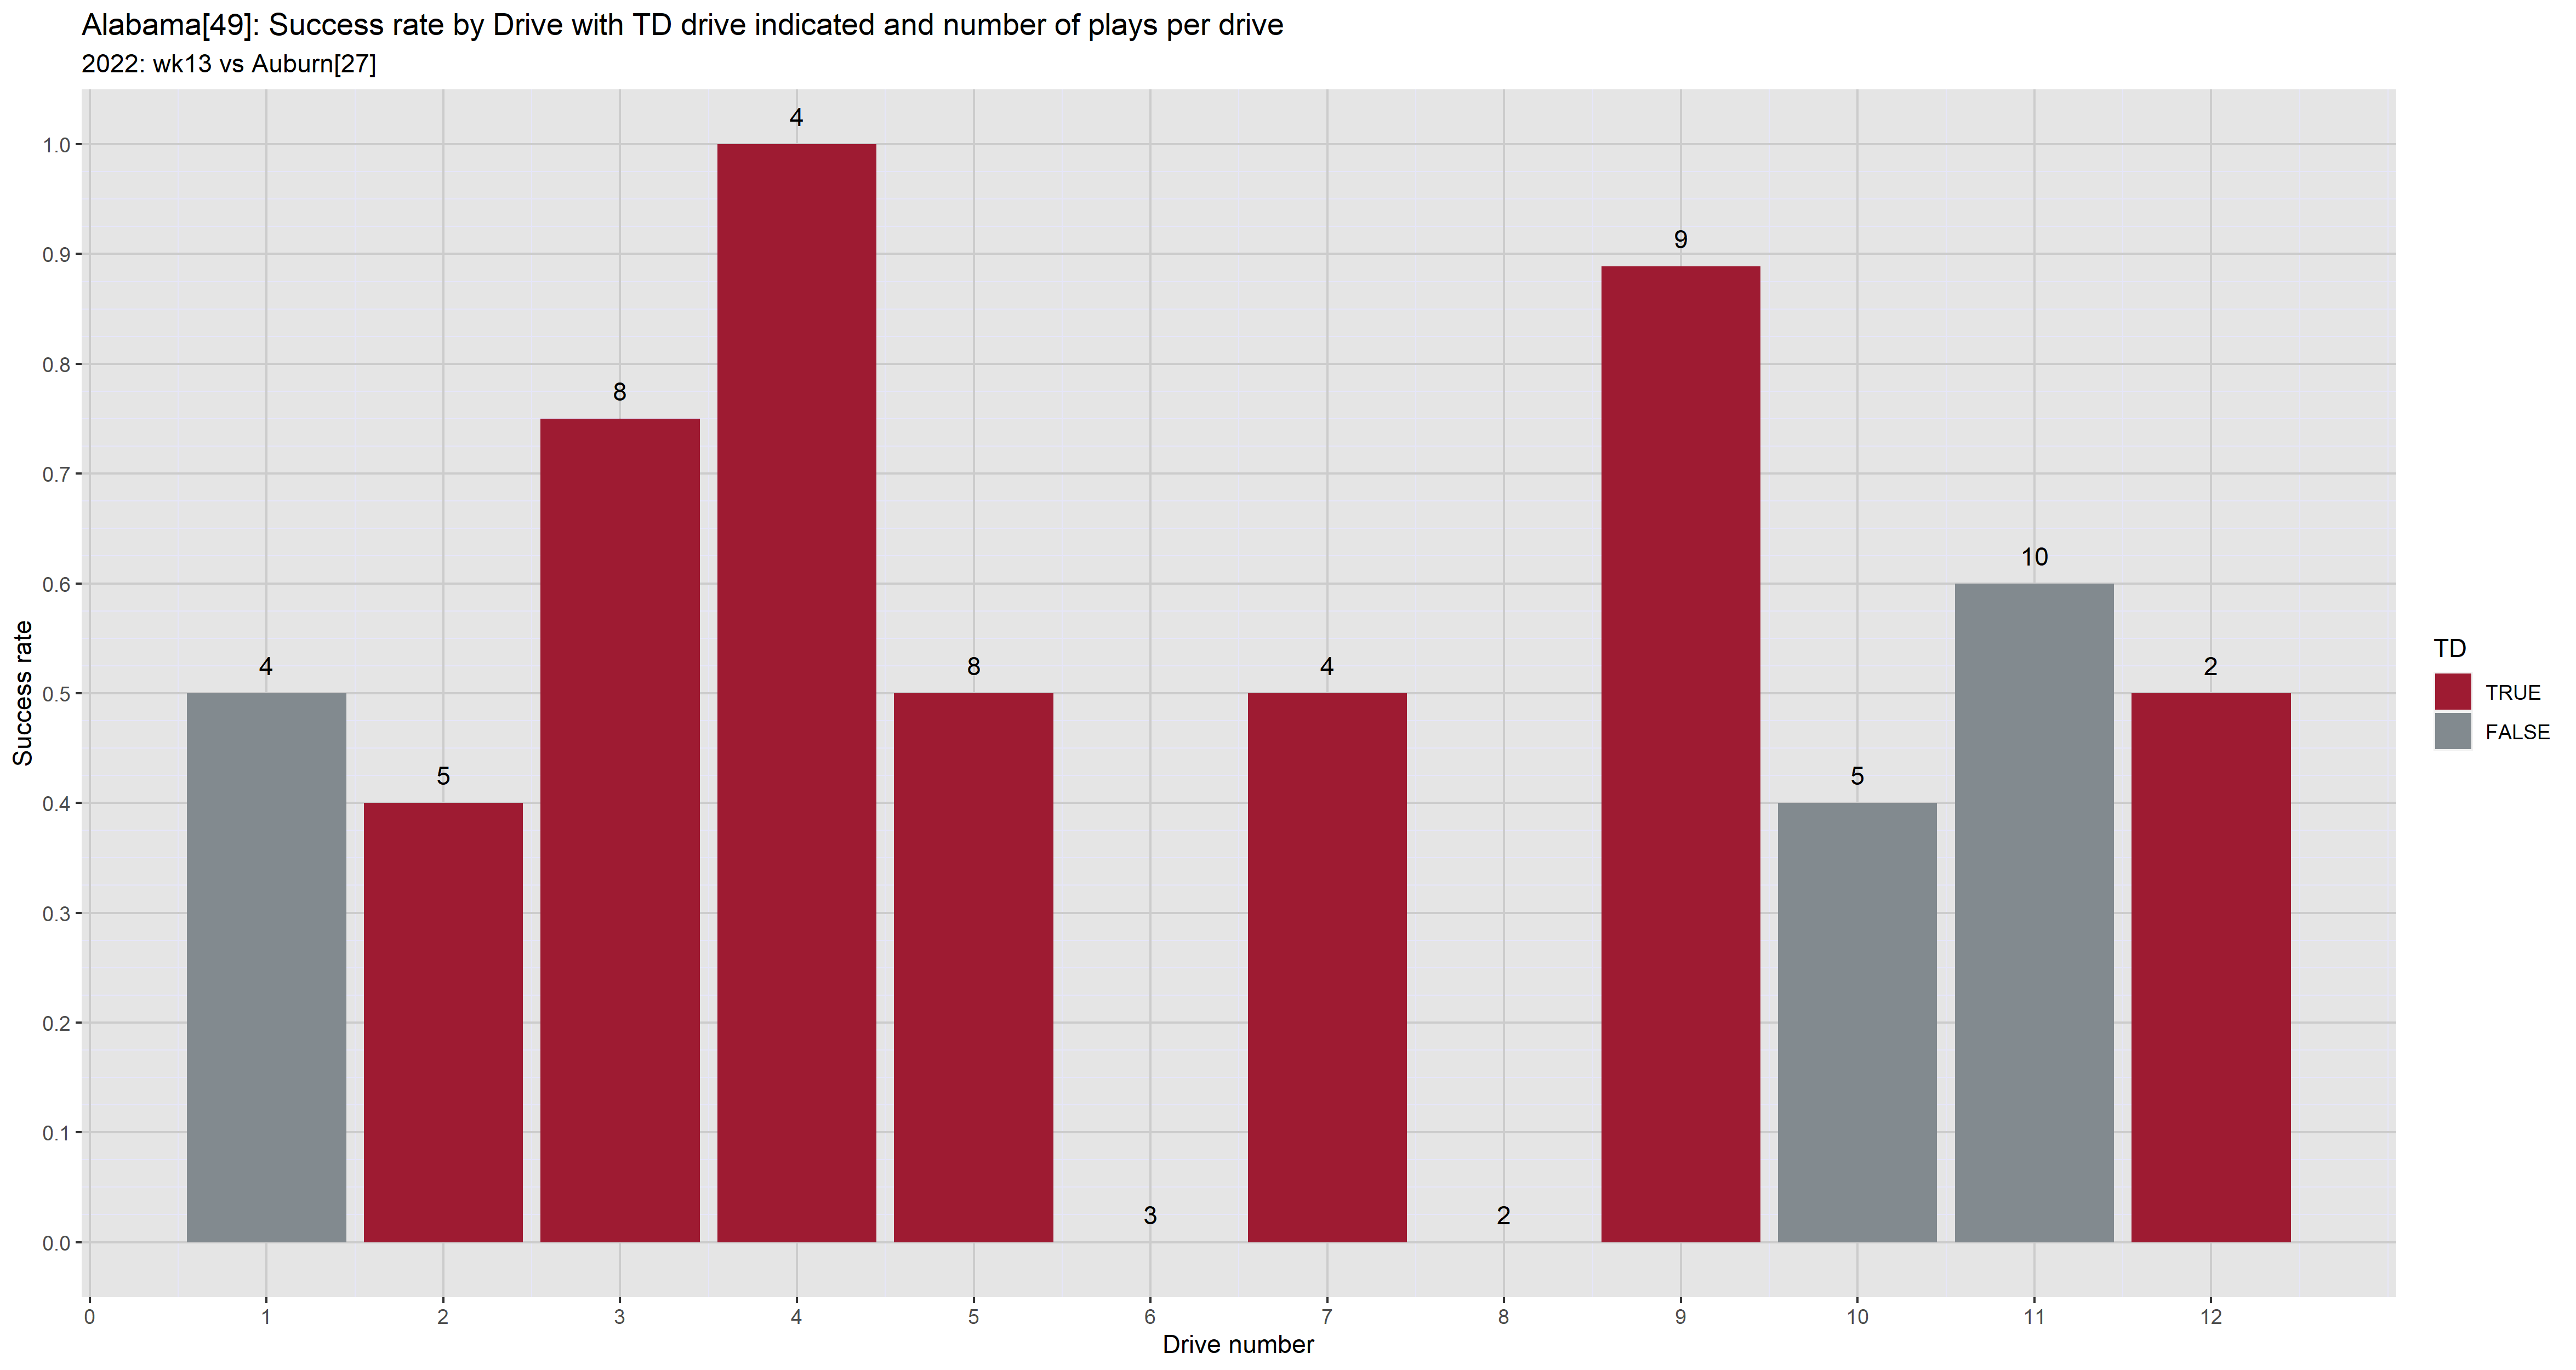 Alabama[49]: Success rate by Drive with TD drive indicated and number of plays per drive
2022: wk13 vs Auburn[27]
4
1.0
9
0.9
0.8
8
0.7
10
0.6
4
8
4
2
0.5
5
5
0.4
0.3
0.2
0.1
3
2
0.0
0 1 2 3 4 5 6 7 8 9 10 11 12
Drive number
Success rate
TD
TRUE
FALSE